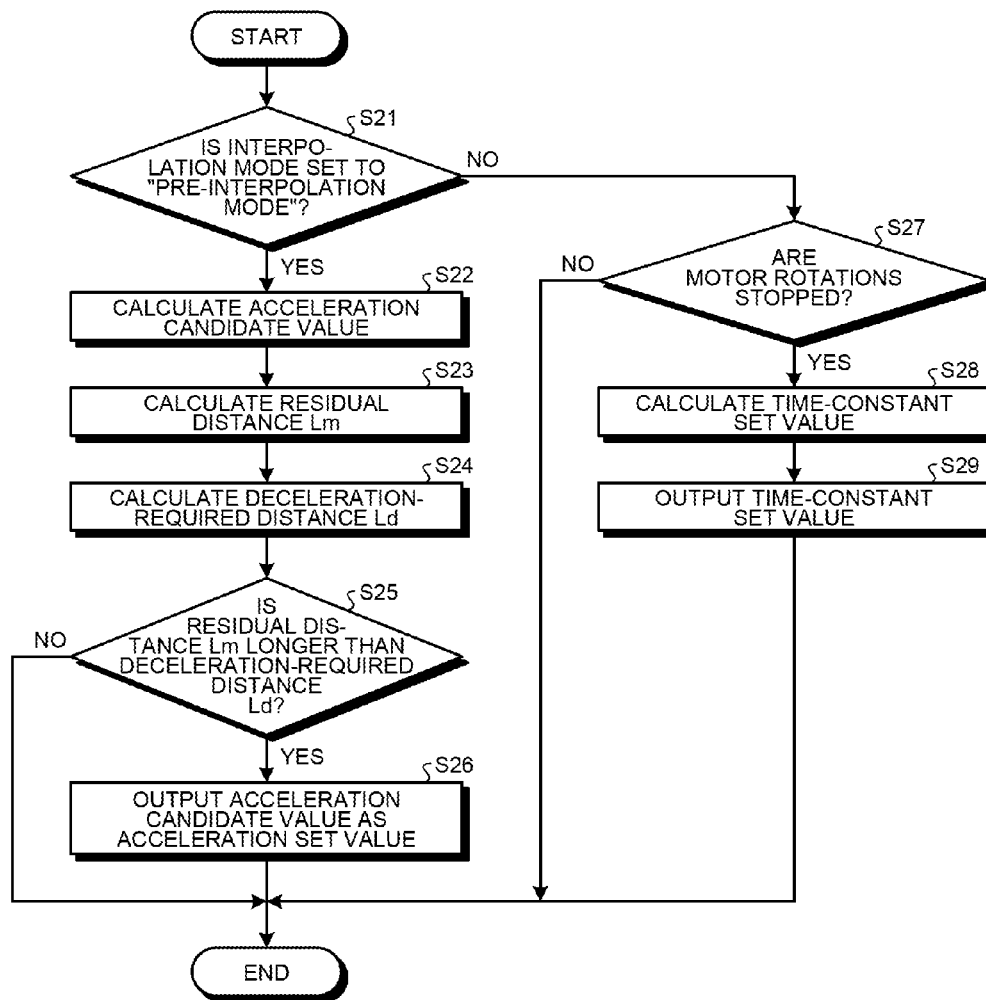 START
S21
IS INTERPO-
LATION MODE SET TO
"PRE-INTERPOLATION
MODE"?
NO
YES
S22
CALCULATE ACCELERATION
CANDIDATE VALUE
S23
CALCULATE RESIDUAL
DISTANCE Lm
S24
CALCULATE DECELERATION-
REQUIRED DISTANCE Ld
S25
IS
RESIDUAL DIS-
TANCE Lm LONGER THAN
DECELERATION-REQUIRED
DISTANCE
Ld?
NO
YES
S26
OUTPUT ACCELERATION
CANDIDATE VALUE AS
ACCELERATION SET VALUE
S27
ARE
MOTOR ROTATIONS
STOPPED?
NO
YES
S28
CALCULATE TIME-CONSTANT
SET VALUE
S29
OUTPUT TIME-CONSTANT
SET VALUE
END